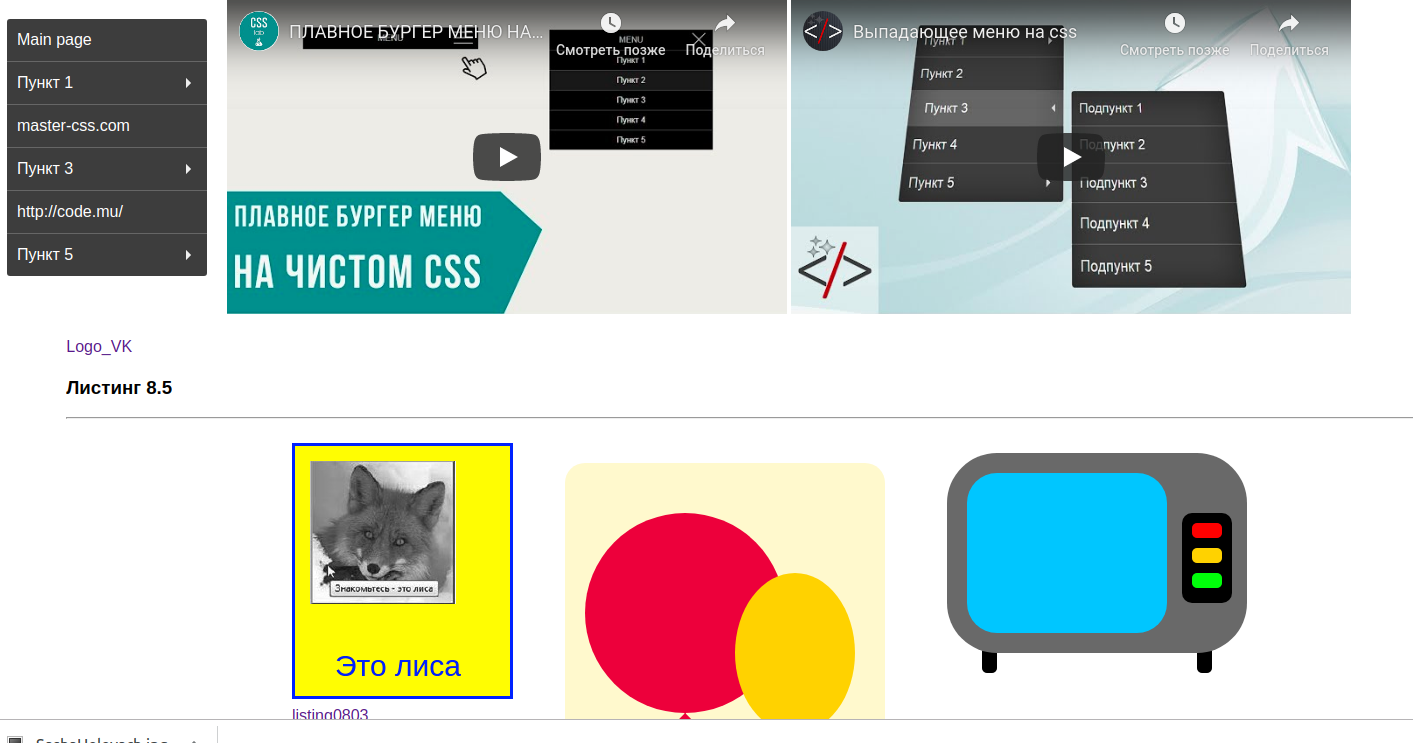 Main page
Пункт 1
master-css.com
Пункт 3
http://code.mu/
Пункт 5
CSS
lab
ПЛАВНОЕ БУРГЕР МЕНЮ НА...
Смотреть позже
Поделиться
MENU
MENU
Пункт 1
Пункт 2
Пункт 3
Пункт 4
Пункт 5
ПЛАВНОЕ БУРГЕР МЕНЮ
НА ЧИСТОМ CSS
</>
Выпадающее меню на css
Смотреть позже
Поделиться
Пункт 1
Пункт 2
Пункт 3
Пункт 4
Пункт 5
Подпункт 1
Подпункт 2
Подпункт 3
Подпункт 4
Подпункт 5
</>
Logo_VK
Листинг 8.5
Знакомьтесь - это лиса
Это лиса
listing0803